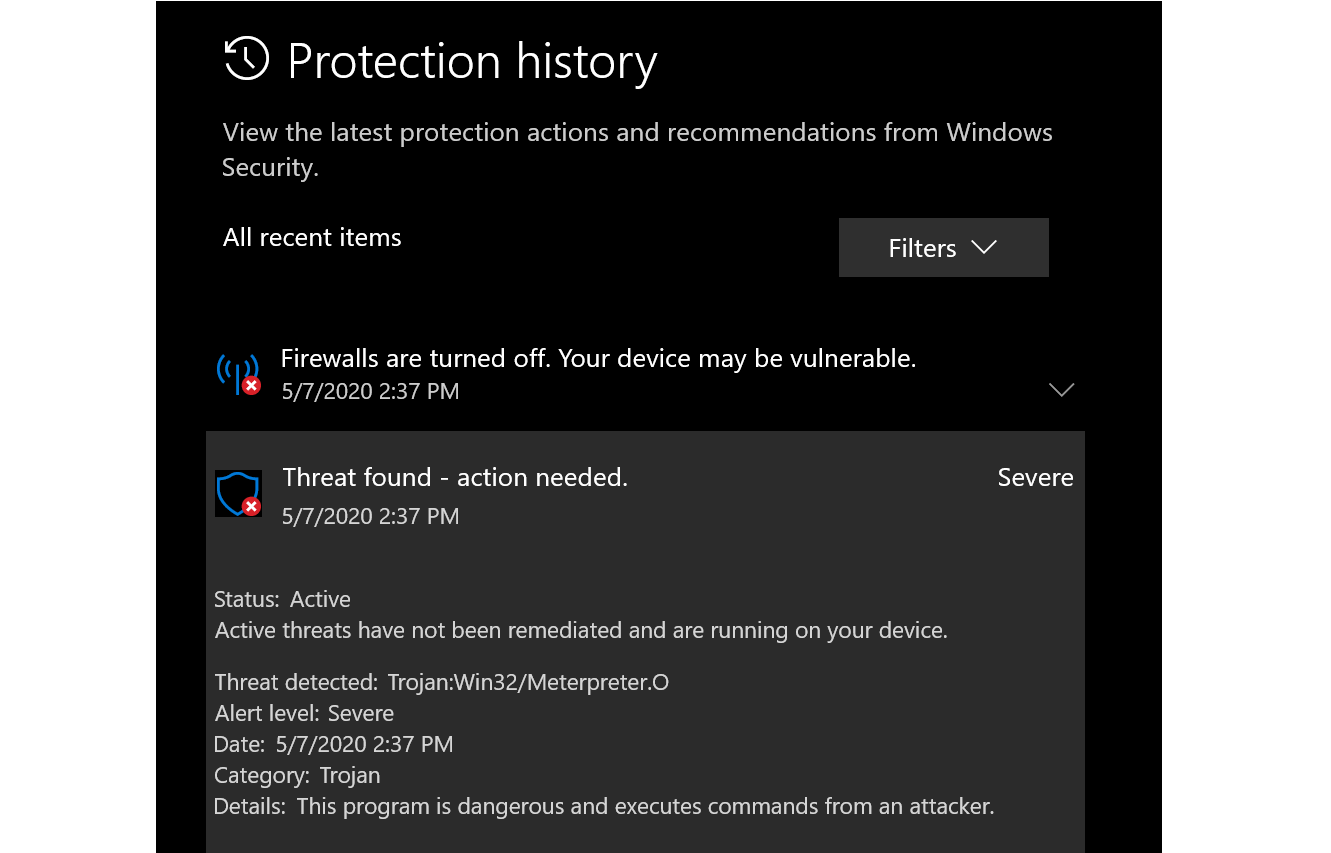 Protection history
View the latest protection actions and recommendations from Windows
Security.
All recent items
Filters
Firewalls are turned off. Your device may be vulnerable.
5/7/2020 2:37 PM
Threat found - action needed.
Severe
5/7/2020 2:37 PM
Status: Active
Active threats have not been remediated and are running on your device.
Threat detected: Trojan:Win32/Meterpreter.O
Alert level: Severe
Date: 5/7/2020 2:37 PM
Category: Trojan
Details: This program is dangerous and executes commands from an attacker.